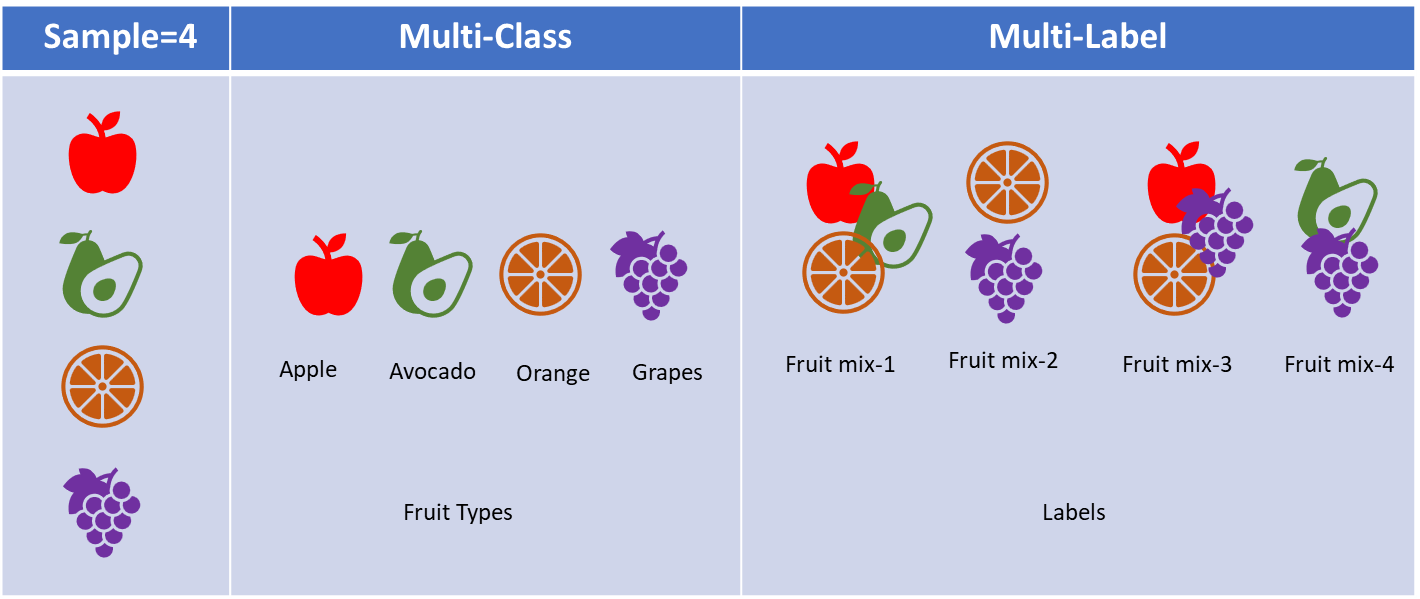 Sample=4
Multi-Class
Multi-Label
Apple
Avocado
Orange
Grapes
Fruit mix-1
Fruit mix-2
Fruit mix-3
Fruit mix-4
Fruit Types
Labels